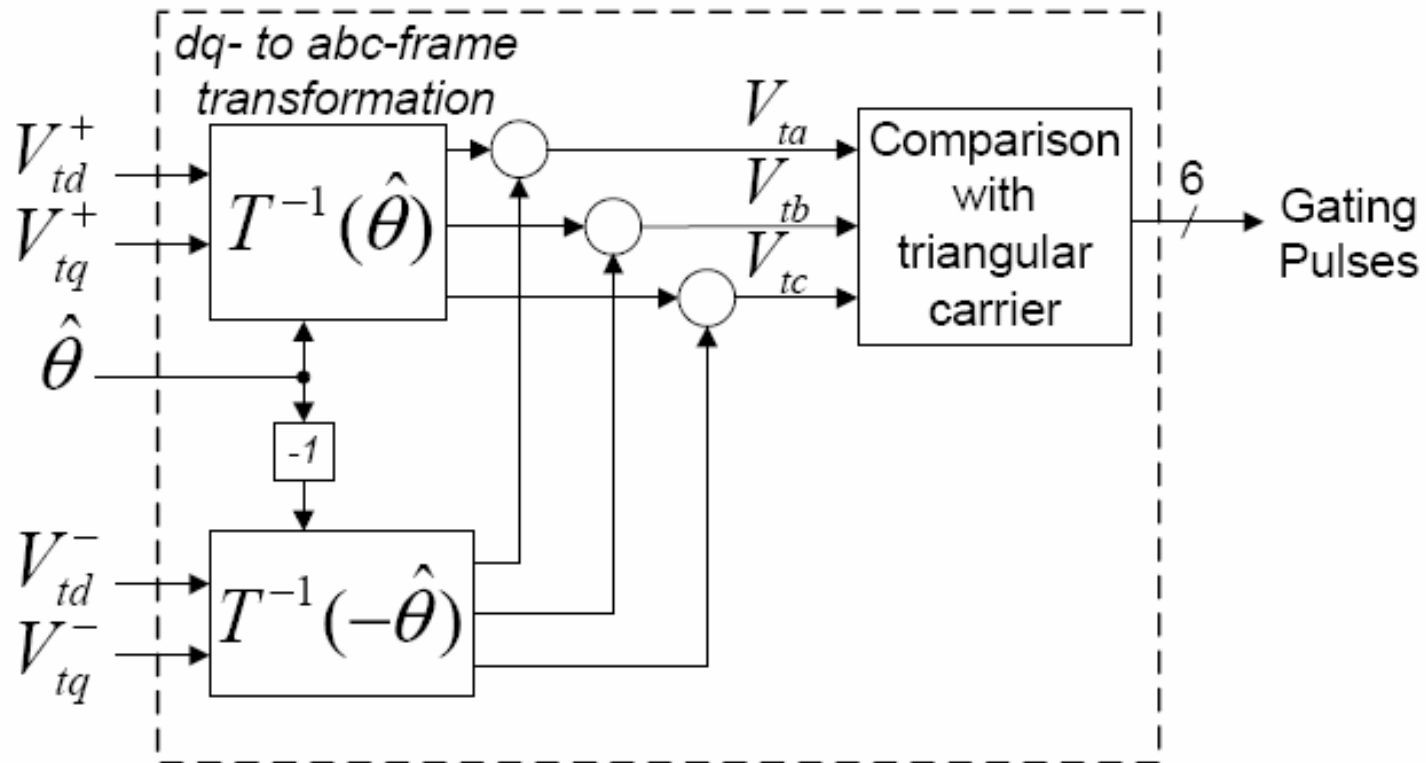 dq- to abc-frame
transformation
V⁺td
V⁺tq
T⁻¹(θ̂)
θ̂
-1
V⁻td
V⁻tq
T⁻¹(−θ̂)
Vta
Vtb
Vtc
Comparison
with
triangular
carrier
6
Gating
Pulses